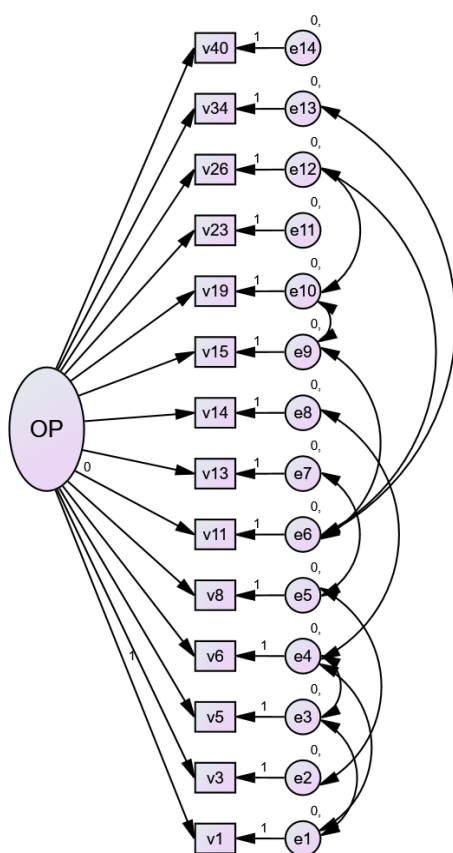 0,
v40 1 e14
0,
v34 1 e13
0,
v26 1 e12
0,
v23 1 e11
0,
v19 1 e10
0,
v15 1 e9
0,
v14 1 e8
OP
0,
v13 1 e7
0
0,
v11 1 e6
0,
v8 1 e5
0,
v6 1 e4
1
0,
v5 1 e3
0,
v3 1 e2
0,
v1 1 e1